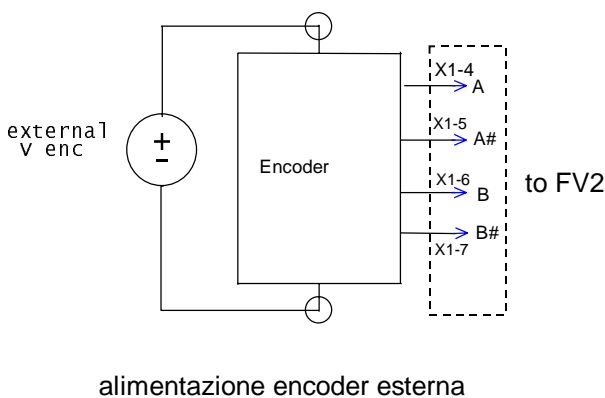 X1-4
A
X1-5
A#
external
v enc
+
-
Encoder
X1-6
B
to FV2
B#
X1-7
alimentazione encoder esterna